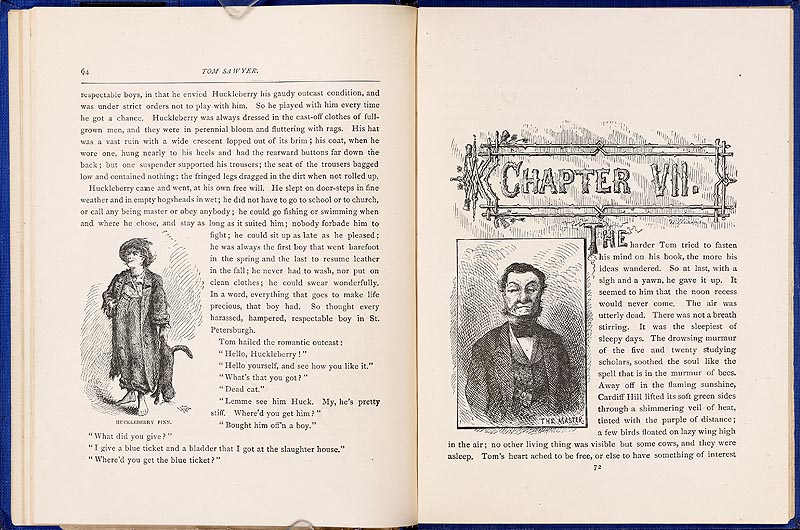 64
TOM SAWYER.
respectable boys, in that he envied Huckleberry his gaudy outcast condition, and
was under strict orders not to play with him. So he played with him every time
he got a chance. Huckleberry was always dressed in the cast-off clothes of full-
grown men, and they were in perennial bloom and fluttering with rags. His hat
was a vast ruin with a wide crescent lopped out of its brim; his coat, when he
wore one, hung nearly to his heels and had the rearward buttons far down the
back; but one suspender supported his trousers; the seat of the trousers bagged
low and contained nothing; the fringed legs dragged in the dirt when not rolled up.
Huckleberry came and went, at his own free will. He slept on door-steps in fine
weather and in empty hogsheads in wet; he did not have to go to school or to church,
or call any being master or obey anybody; he could go fishing or swimming when
and where he chose, and stay as long as it suited him; nobody forbade him to
fight; he could sit up as late as he pleased;
he was always the first boy that went barefoot
in the spring and the last to resume leather
in the fall; he never had to wash, nor put on
clean clothes; he could swear wonderfully.
In a word, everything that goes to make life
precious, that boy had. So thought every
harassed, hampered, respectable boy in St.
Petersburgh.
Tom hailed the romantic outcast:
"Hello, Huckleberry!"
"Hello yourself, and see how you like it."
"What's that you got?"
"Dead cat."
"Lemme see him Huck. My, he's pretty
stiff. Where'd you get him?"
"Bought him off'n a boy."
HUCKLEBERRY FINN.
"What did you give?"
"I give a blue ticket and a bladder that I got at the slaughter house."
"Where'd you get the blue ticket?"
CHAPTER VII.
THE harder Tom tried to fasten
his mind on his book, the more his
ideas wandered. So at last, with a
sigh and a yawn, he gave it up. It
seemed to him that the noon recess
would never come. The air was
utterly dead. There was not a breath
stirring. It was the sleepiest of
sleepy days. The drowsing murmur
of the five and twenty studying
scholars, soothed the soul like the
spell that is in the murmur of bees.
Away off in the flaming sunshine,
Cardiff Hill lifted its soft green sides
through a shimmering veil of heat,
tinted with the purple of distance;
a few birds floated on lazy wing high
THE MASTER
in the air; no other living thing was visible but some cows, and they were
asleep. Tom's heart ached to be free, or else to have something of interest
72